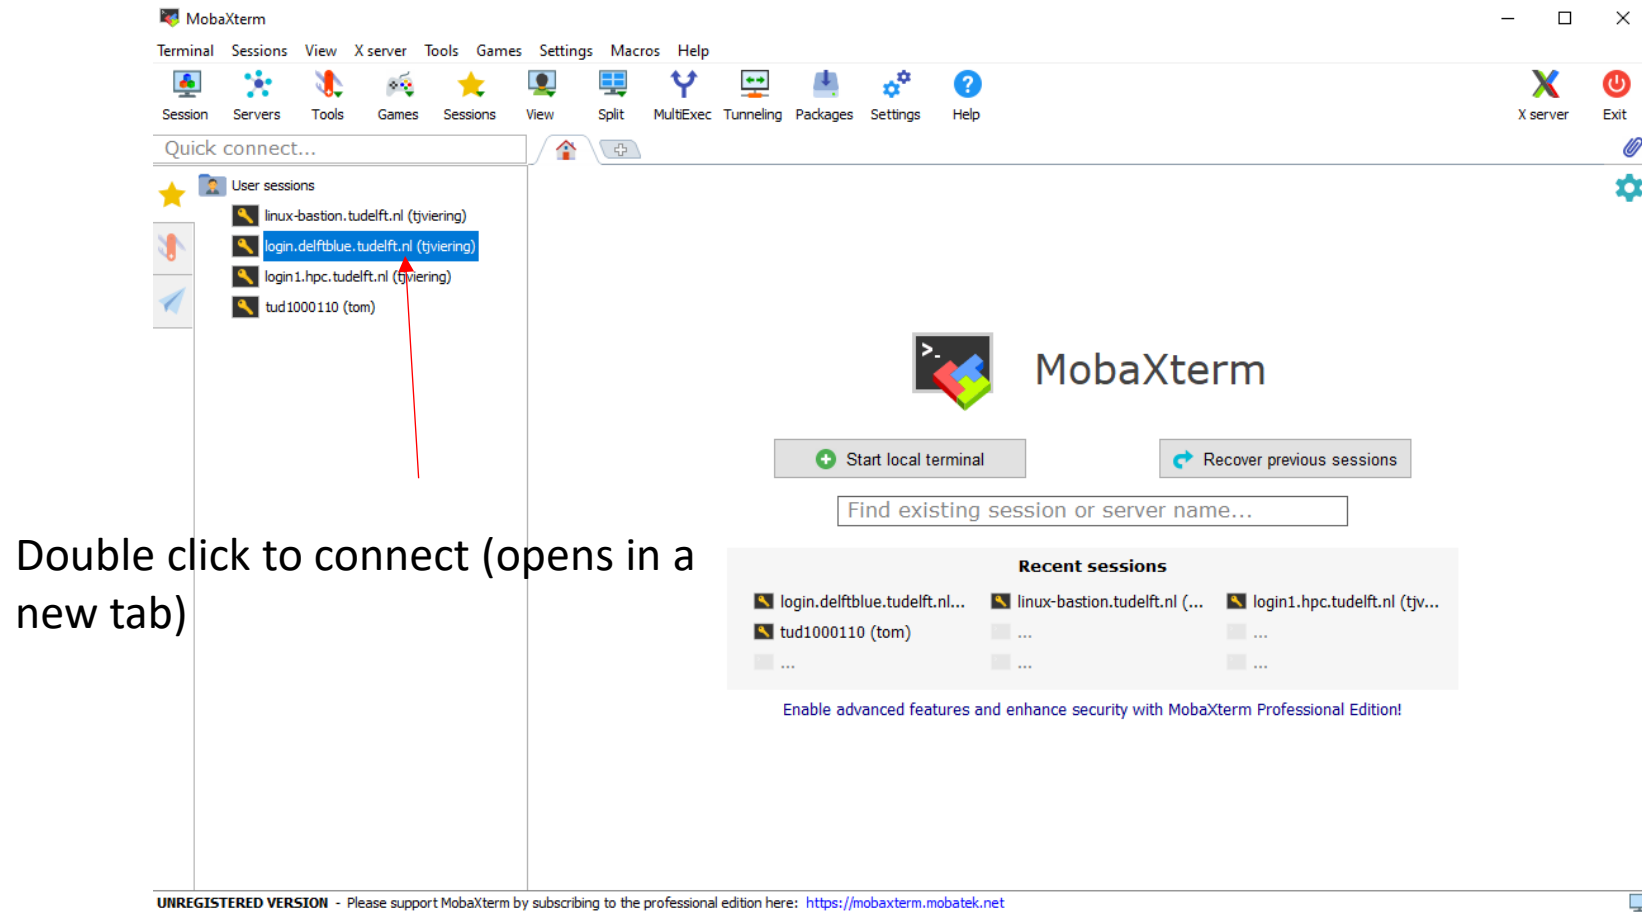 MobaXterm
Terminal Sessions View X server Tools Games Settings Macros Help
Session Servers Tools Games Sessions View Split MultiExec Tunneling Packages Settings Help X server Exit
Quick connect...
User sessions
linux-bastion.tudelft.nl (tjviering)
login.delftblue.tudelft.nl (tjviering)
login1.hpc.tudelft.nl (tjviering)
tud1000110 (tom)
>_
MobaXterm
Start local terminal
Recover previous sessions
Find existing session or server name...
Double click to connect (opens in a
new tab)
Recent sessions
login.delftblue.tudelft.nl... linux-bastion.tudelft.nl (... login1.hpc.tudelft.nl (tjv...
tud1000110 (tom) ... ...
... ... ...
Enable advanced features and enhance security with MobaXterm Professional Edition!
UNREGISTERED VERSION - Please support MobaXterm by subscribing to the professional edition here: https://mobaxterm.mobatek.net